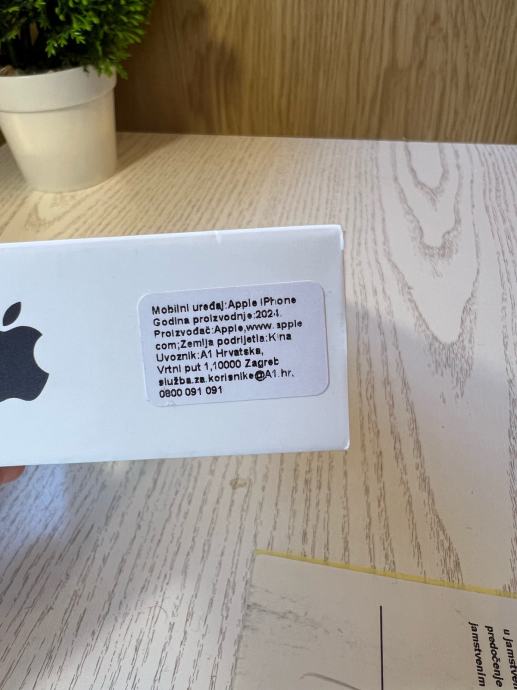 Mobilni uređaj:Apple iPhone
Godina proizvodnje:2024.
Proizvođač:Apple,www.apple
com;Zemlja podrijetla:Kina
Uvoznik:A1 Hrvatska,
Vrtni put 1,10000 Zagreb
služba.za.korisnike@A1.hr.
0800 091 091
u jamstven
predočenje
jamstvenim